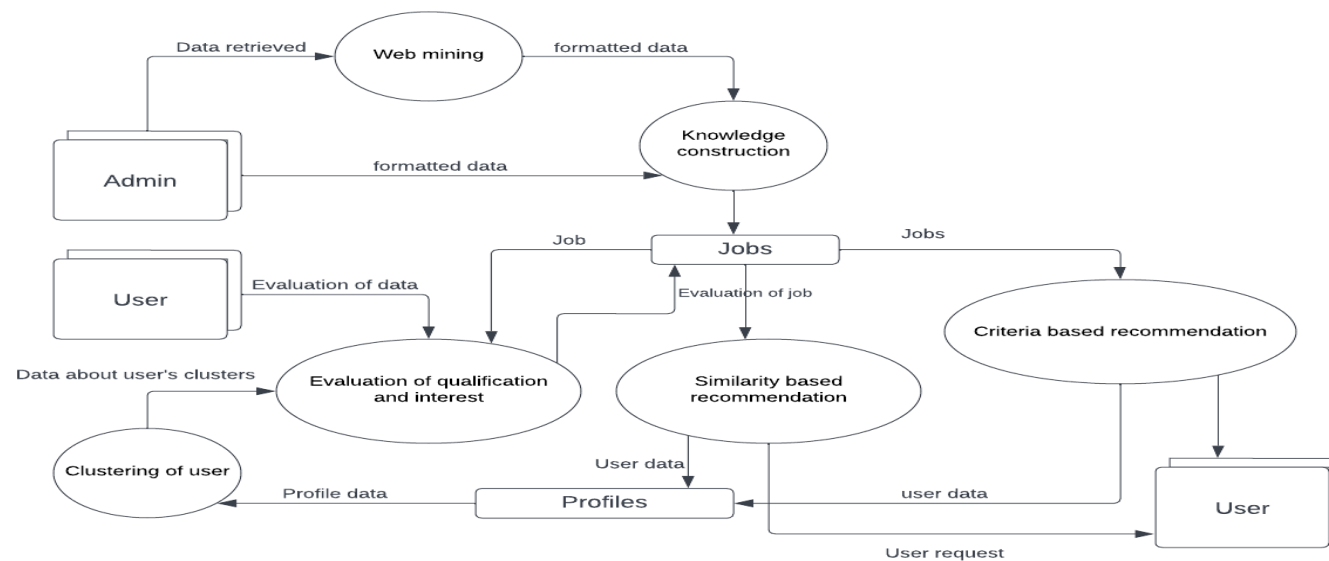 Data retrieved
Web mining
formatted data
Knowledge
construction
Admin
formatted data
Job
Jobs
Jobs
User
Evaluation of data
Evaluation of job
Criteria based recommendation
Data about user's clusters
Evaluation of qualification
and interest
Similarity based
recommendation
Clustering of user
User data
Profile data
Profiles
user data
User
User request